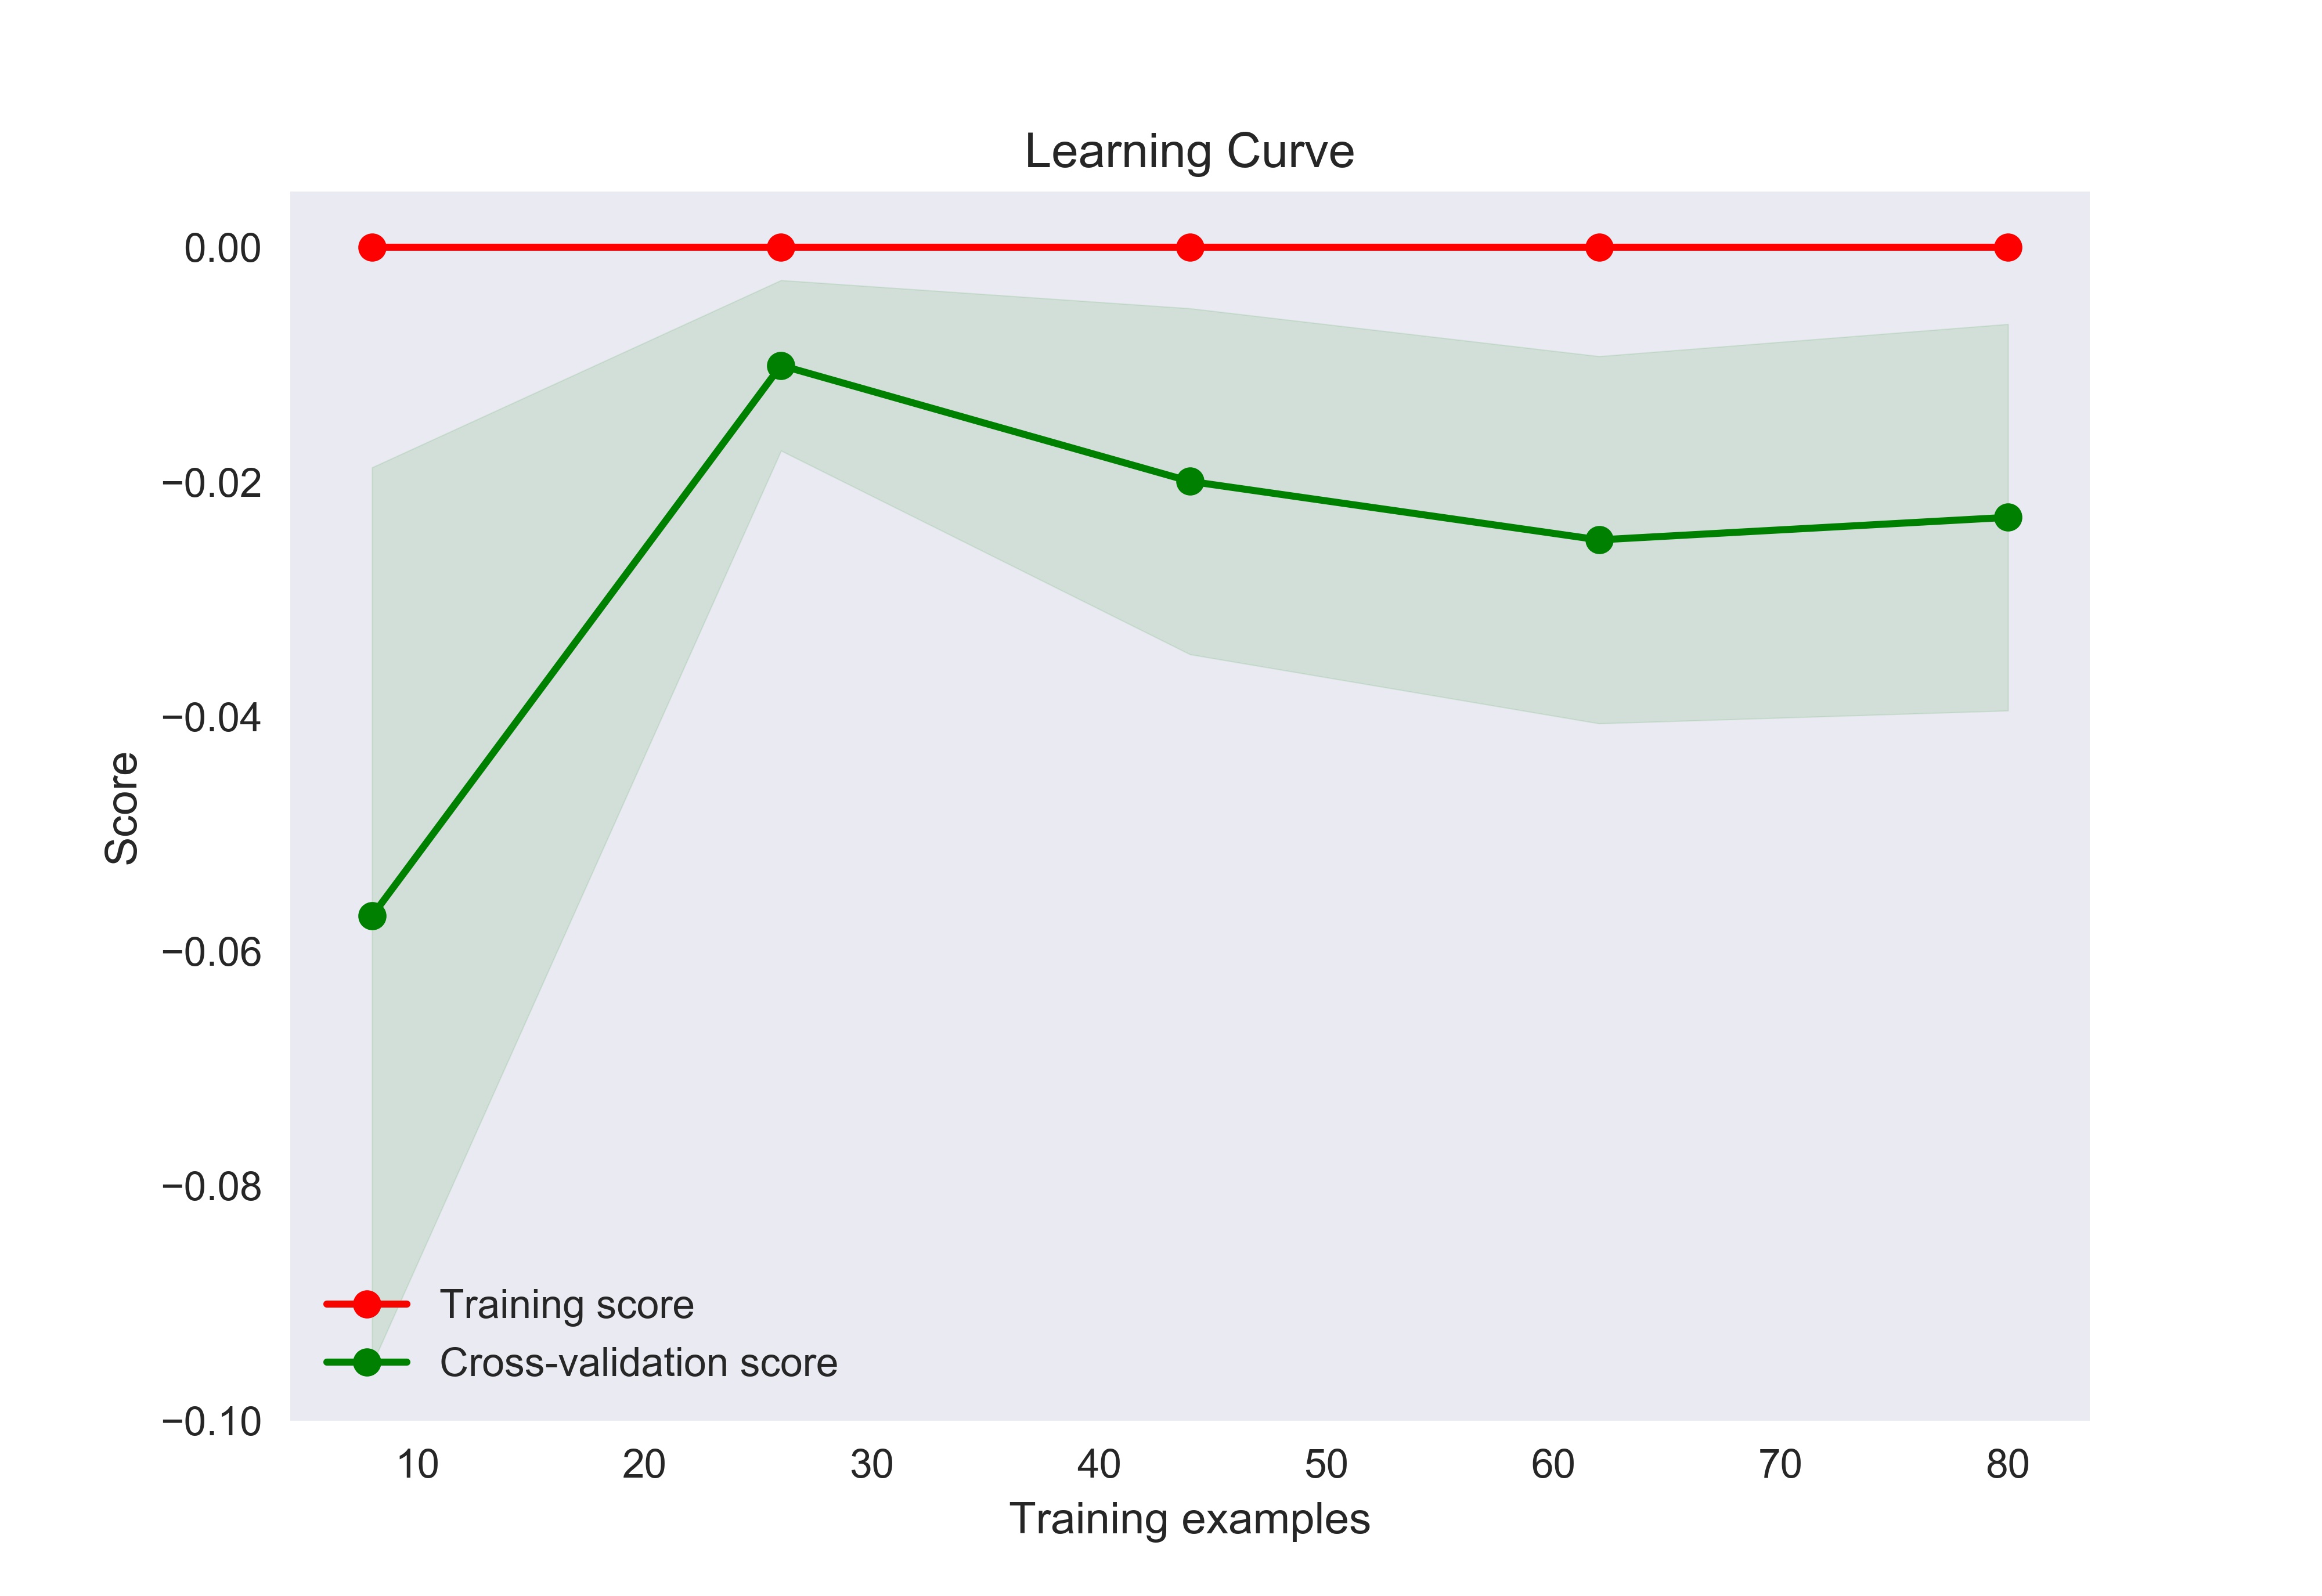 Learning Curve
0.00
−0.02
−0.04
−0.06
−0.08
−0.10
Score
Training score
Cross-validation score
10 20 30 40 50 60 70 80
Training examples